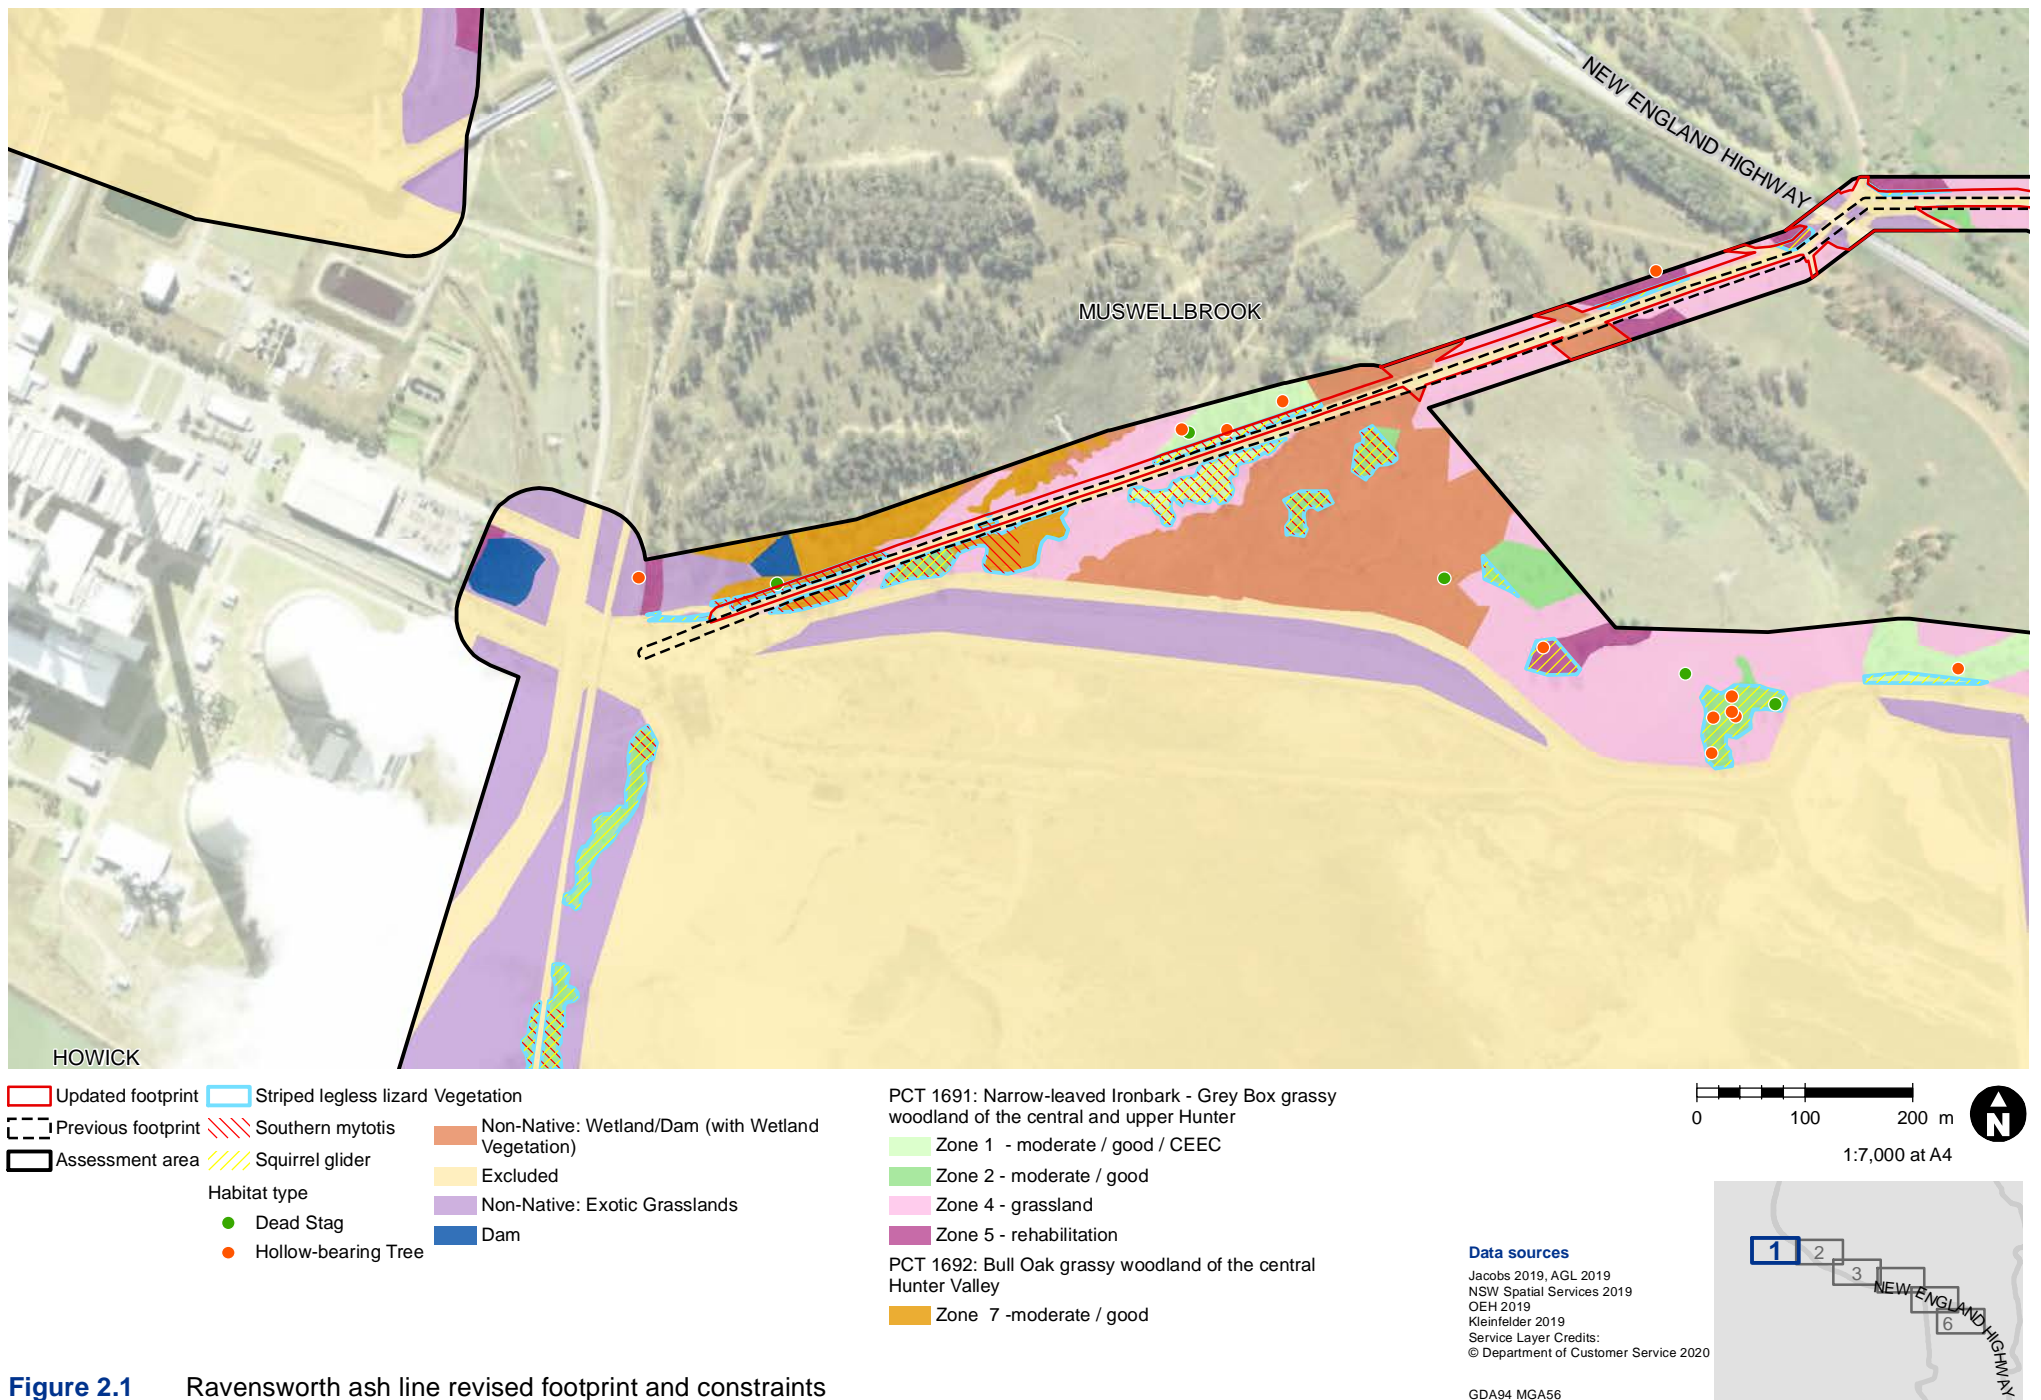 NEW ENGLAND HIGHWAY
MUSWELLBROOK
HOWICK
Updated footprint
Previous footprint
Assessment area
Striped legless lizard
Southern mytotis
Squirrel glider
Habitat type
Dead Stag
Hollow-bearing Tree
Vegetation
Non-Native: Wetland/Dam (with Wetland
Vegetation)
Excluded
Non-Native: Exotic Grasslands
Dam
PCT 1691: Narrow-leaved Ironbark - Grey Box grassy
woodland of the central and upper Hunter
Zone 1 - moderate / good / CEEC
Zone 2 - moderate / good
Zone 4 - grassland
Zone 5 - rehabilitation
PCT 1692: Bull Oak grassy woodland of the central
Hunter Valley
Zone 7 -moderate / good
0 100 200 m
N
1:7,000 at A4
Data sources
Jacobs 2019, AGL 2019
NSW Spatial Services 2019
OEH 2019
Kleinfelder 2019
Service Layer Credits:
© Department of Customer Service 2020
GDA94 MGA56
1
2
3
6
NEW ENGLAND HIGHWAY
Figure 2.1 Ravensworth ash line revised footprint and constraints